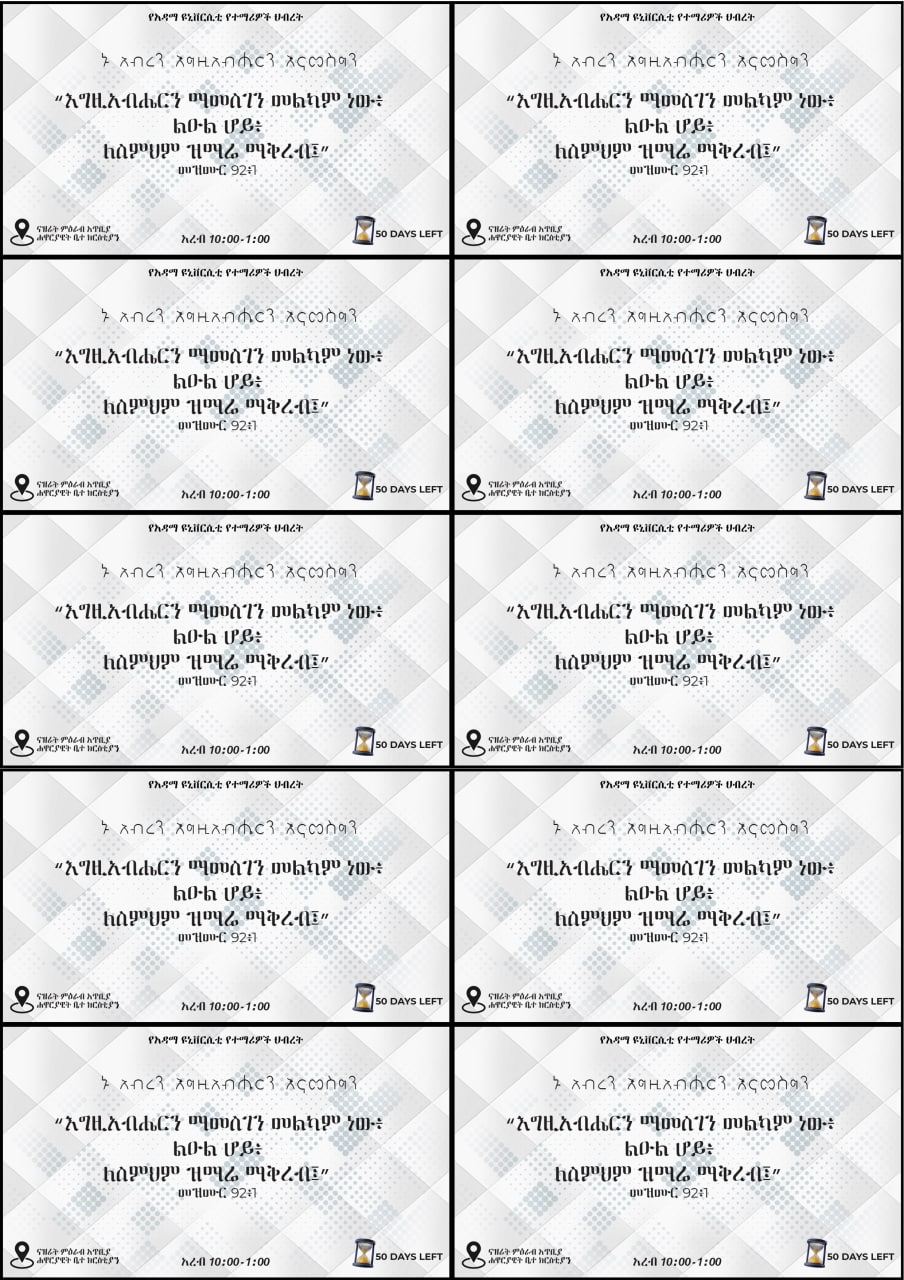 የአዳማ ዩኒቨርሲቲ የተማሪዎች ህብረት
ኑ አብረን እግዚአብሔርን እናመስግን
“እግዚአብሔርን ማመስገን መልካም ነው፥
ልዑል ሆይ፥
ለስምህም ዝማሬ ማቅረብ፤”
መዝሙር 92፥1
ናዝሬት ምዕራብ አጥቢያ
ሐዋርያዊት ቤተ ክርስቲያን
አረብ 10:00-1:00
50 DAYS LEFT
የአዳማ ዩኒቨርሲቲ የተማሪዎች ህብረት
ኑ አብረን እግዚአብሔርን እናመስግን
“እግዚአብሔርን ማመስገን መልካም ነው፥
ልዑል ሆይ፥
ለስምህም ዝማሬ ማቅረብ፤”
መዝሙር 92፥1
ናዝሬት ምዕራብ አጥቢያ
ሐዋርያዊት ቤተ ክርስቲያን
አረብ 10:00-1:00
50 DAYS LEFT
የአዳማ ዩኒቨርሲቲ የተማሪዎች ህብረት
ኑ አብረን እግዚአብሔርን እናመስግን
“እግዚአብሔርን ማመስገን መልካም ነው፥
ልዑል ሆይ፥
ለስምህም ዝማሬ ማቅረብ፤”
መዝሙር 92፥1
ናዝሬት ምዕራብ አጥቢያ
ሐዋርያዊት ቤተ ክርስቲያን
አረብ 10:00-1:00
50 DAYS LEFT
የአዳማ ዩኒቨርሲቲ የተማሪዎች ህብረት
ኑ አብረን እግዚአብሔርን እናመስግን
“እግዚአብሔርን ማመስገን መልካም ነው፥
ልዑል ሆይ፥
ለስምህም ዝማሬ ማቅረብ፤”
መዝሙር 92፥1
ናዝሬት ምዕራብ አጥቢያ
ሐዋርያዊት ቤተ ክርስቲያን
አረብ 10:00-1:00
50 DAYS LEFT
የአዳማ ዩኒቨርሲቲ የተማሪዎች ህብረት
ኑ አብረን እግዚአብሔርን እናመስግን
“እግዚአብሔርን ማመስገን መልካም ነው፥
ልዑል ሆይ፥
ለስምህም ዝማሬ ማቅረብ፤”
መዝሙር 92፥1
ናዝሬት ምዕራብ አጥቢያ
ሐዋርያዊት ቤተ ክርስቲያን
አረብ 10:00-1:00
50 DAYS LEFT
የአዳማ ዩኒቨርሲቲ የተማሪዎች ህብረት
ኑ አብረን እግዚአብሔርን እናመስግን
“እግዚአብሔርን ማመስገን መልካም ነው፥
ልዑል ሆይ፥
ለስምህም ዝማሬ ማቅረብ፤”
መዝሙር 92፥1
ናዝሬት ምዕራብ አጥቢያ
ሐዋርያዊት ቤተ ክርስቲያን
አረብ 10:00-1:00
50 DAYS LEFT
የአዳማ ዩኒቨርሲቲ የተማሪዎች ህብረት
ኑ አብረን እግዚአብሔርን እናመስግን
“እግዚአብሔርን ማመስገን መልካም ነው፥
ልዑል ሆይ፥
ለስምህም ዝማሬ ማቅረብ፤”
መዝሙር 92፥1
ናዝሬት ምዕራብ አጥቢያ
ሐዋርያዊት ቤተ ክርስቲያን
አረብ 10:00-1:00
50 DAYS LEFT
የአዳማ ዩኒቨርሲቲ የተማሪዎች ህብረት
ኑ አብረን እግዚአብሔርን እናመስግን
“እግዚአብሔርን ማመስገን መልካም ነው፥
ልዑል ሆይ፥
ለስምህም ዝማሬ ማቅረብ፤”
መዝሙር 92፥1
ናዝሬት ምዕራብ አጥቢያ
ሐዋርያዊት ቤተ ክርስቲያን
አረብ 10:00-1:00
50 DAYS LEFT
የአዳማ ዩኒቨርሲቲ የተማሪዎች ህብረት
ኑ አብረን እግዚአብሔርን እናመስግን
“እግዚአብሔርን ማመስገን መልካም ነው፥
ልዑል ሆይ፥
ለስምህም ዝማሬ ማቅረብ፤”
መዝሙር 92፥1
ናዝሬት ምዕራብ አጥቢያ
ሐዋርያዊት ቤተ ክርስቲያን
አረብ 10:00-1:00
50 DAYS LEFT
የአዳማ ዩኒቨርሲቲ የተማሪዎች ህብረት
ኑ አብረን እግዚአብሔርን እናመስግን
“እግዚአብሔርን ማመስገን መልካም ነው፥
ልዑል ሆይ፥
ለስምህም ዝማሬ ማቅረብ፤”
መዝሙር 92፥1
ናዝሬት ምዕራብ አጥቢያ
ሐዋርያዊት ቤተ ክርስቲያን
አረብ 10:00-1:00
50 DAYS LEFT